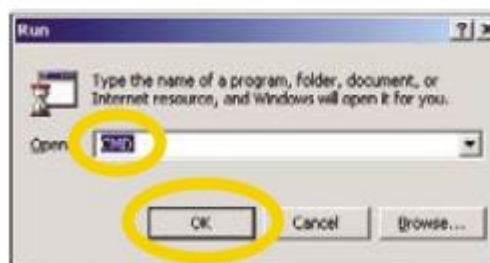 Run
Type the name of a program, folder, document, or
Internet resource, and Windows will open it for you.
Open
CMD
OK Cancel Browse...